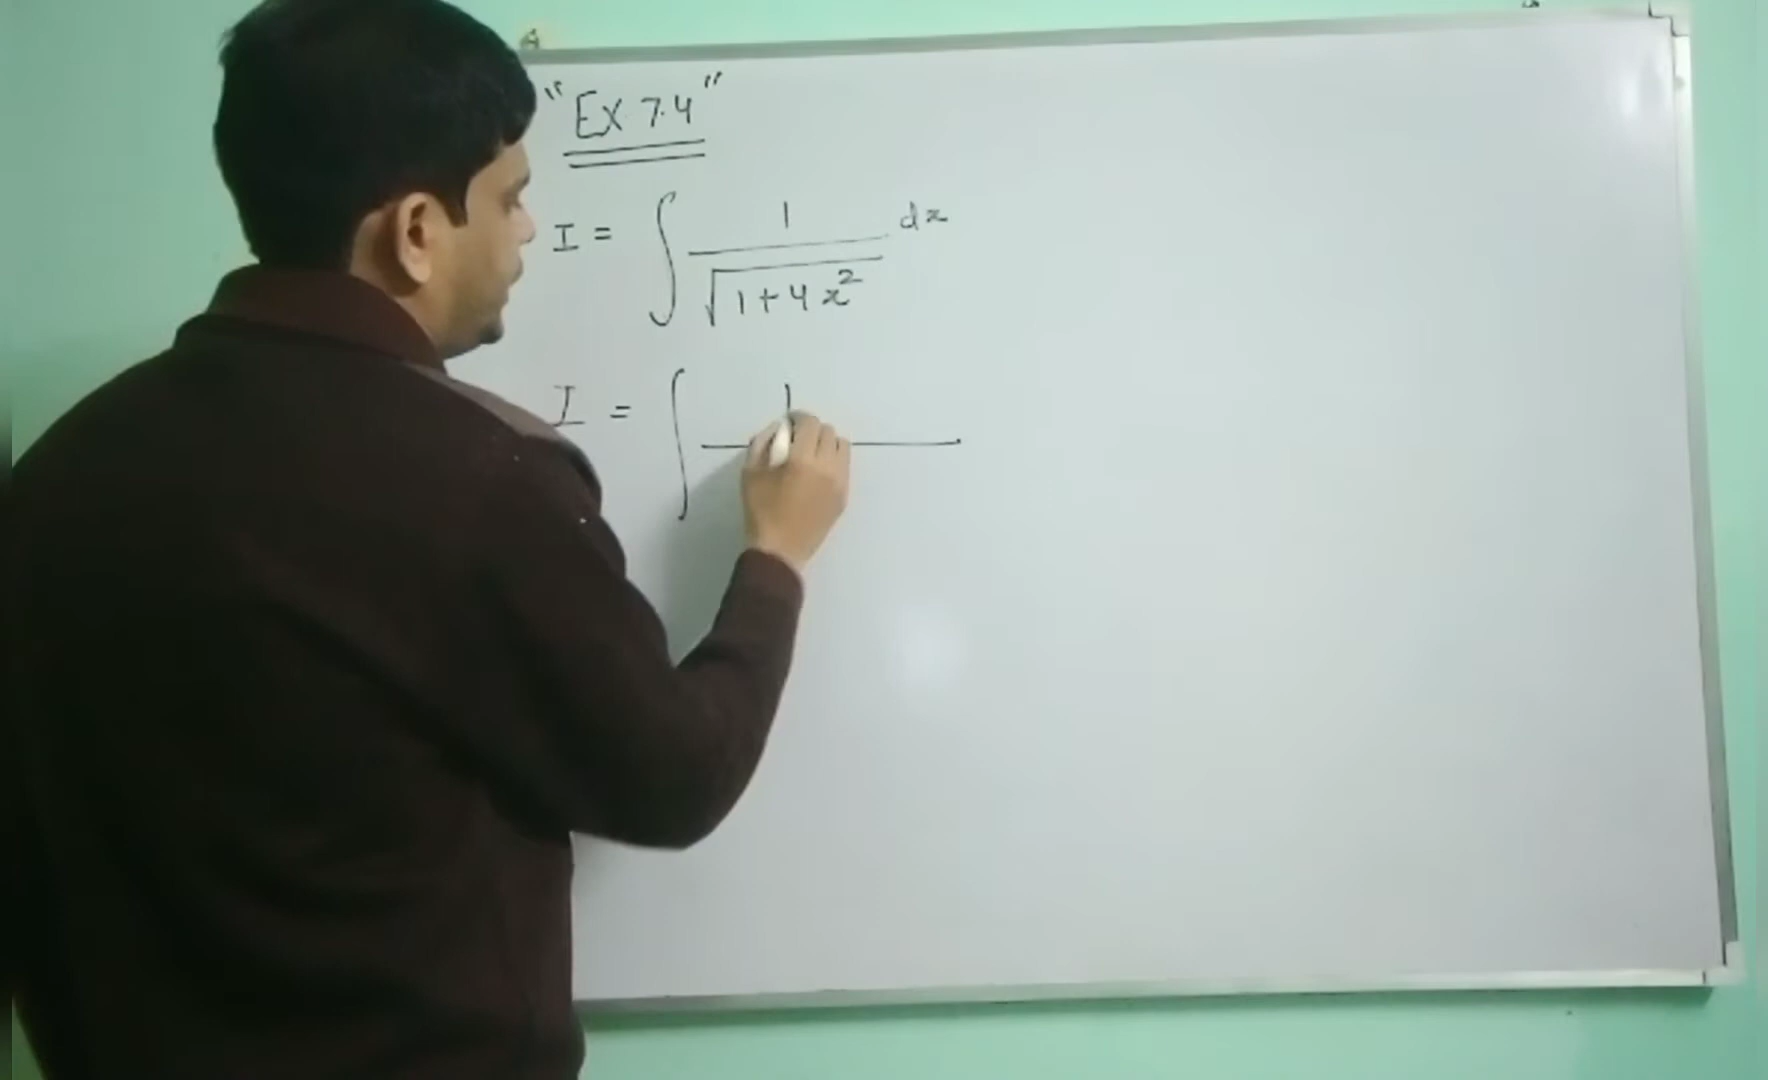 "Ex 7.4"
I = ∫ 1/√(1+4x²) dx
I = ∫ 1